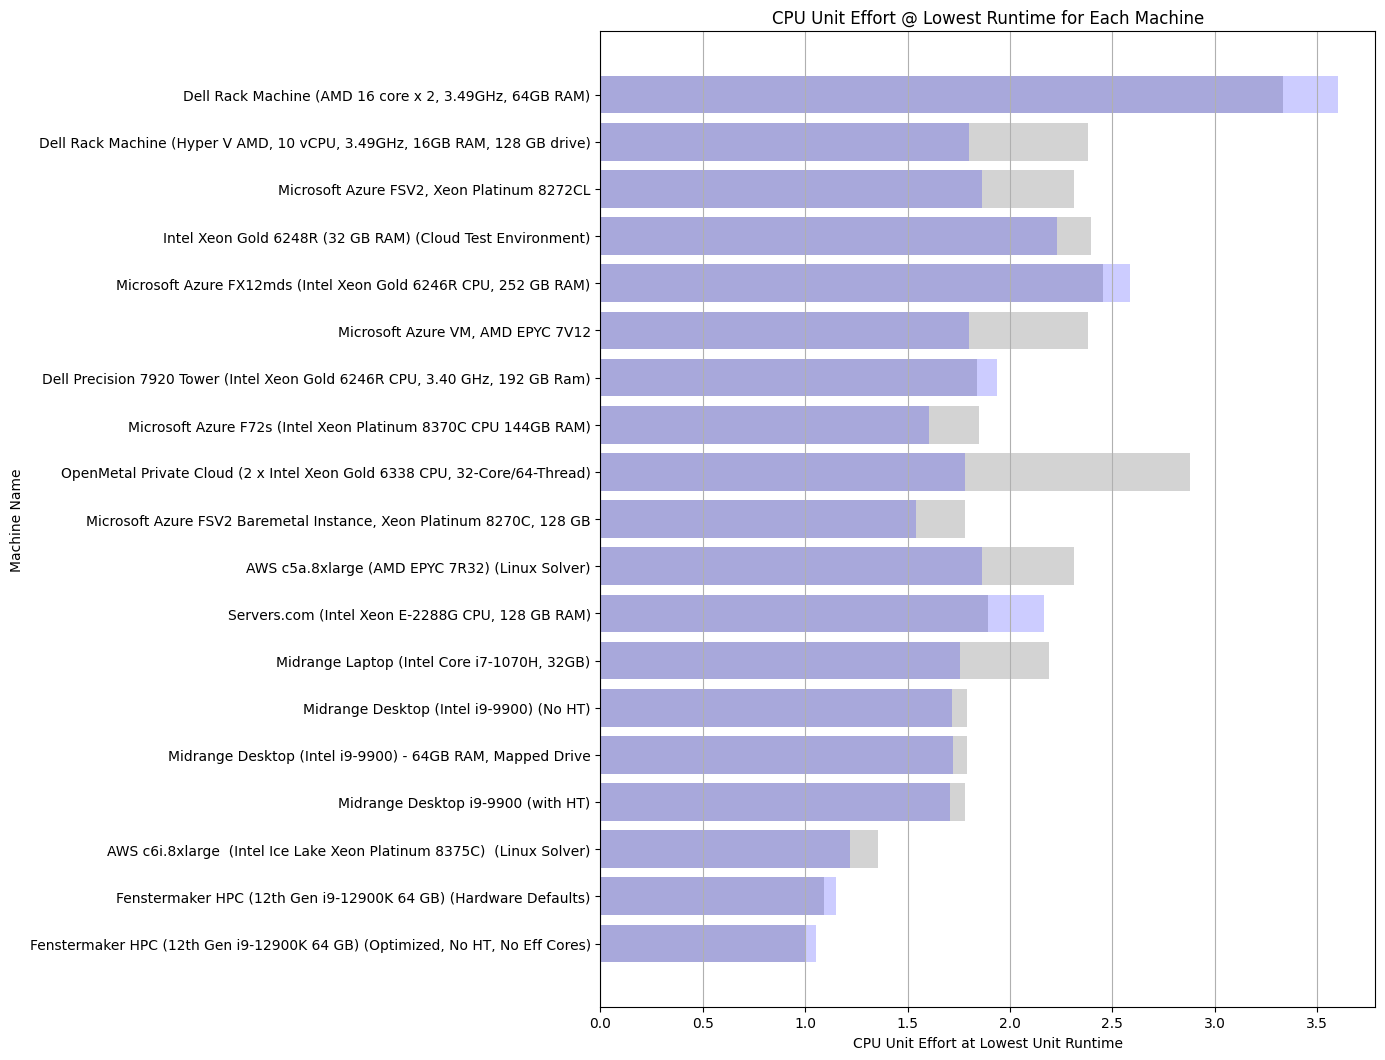 CPU Unit Effort @ Lowest Runtime for Each Machine
Machine Name
Dell Rack Machine (AMD 16 core x 2, 3.49GHz, 64GB RAM)
Dell Rack Machine (Hyper V AMD, 10 vCPU, 3.49GHz, 16GB RAM, 128 GB drive)
Microsoft Azure FSV2, Xeon Platinum 8272CL
Intel Xeon Gold 6248R (32 GB RAM) (Cloud Test Environment)
Microsoft Azure FX12mds (Intel Xeon Gold 6246R CPU, 252 GB RAM)
Microsoft Azure VM, AMD EPYC 7V12
Dell Precision 7920 Tower (Intel Xeon Gold 6246R CPU, 3.40 GHz, 192 GB Ram)
Microsoft Azure F72s (Intel Xeon Platinum 8370C CPU 144GB RAM)
OpenMetal Private Cloud (2 x Intel Xeon Gold 6338 CPU, 32-Core/64-Thread)
Microsoft Azure FSV2 Baremetal Instance, Xeon Platinum 8270C, 128 GB
AWS c5a.8xlarge (AMD EPYC 7R32) (Linux Solver)
Servers.com (Intel Xeon E-2288G CPU, 128 GB RAM)
Midrange Laptop (Intel Core i7-1070H, 32GB)
Midrange Desktop (Intel i9-9900) (No HT)
Midrange Desktop (Intel i9-9900) - 64GB RAM, Mapped Drive
Midrange Desktop i9-9900 (with HT)
AWS c6i.8xlarge  (Intel Ice Lake Xeon Platinum 8375C)  (Linux Solver)
Fenstermaker HPC (12th Gen i9-12900K 64 GB) (Hardware Defaults)
Fenstermaker HPC (12th Gen i9-12900K 64 GB) (Optimized, No HT, No Eff Cores)
0.0 0.5 1.0 1.5 2.0 2.5 3.0 3.5
CPU Unit Effort at Lowest Unit Runtime